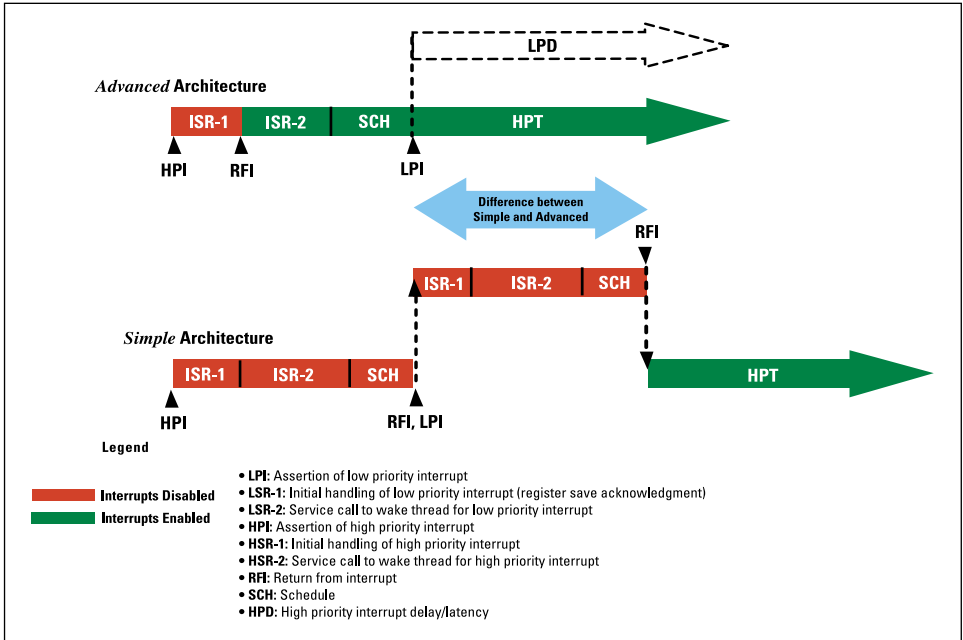 LPD
Advanced Architecture
ISR-1 ISR-2 SCH HPT
HPI RFI LPI
Difference between
Simple and Advanced
RFI
ISR-1 ISR-2 SCH
Simple Architecture
ISR-1 ISR-2 SCH HPT
HPI RFI, LPI
Legend
Interrupts Disabled
Interrupts Enabled
• LPI: Assertion of low priority interrupt
• LSR-1: Initial handling of low priority interrupt (register save acknowledgment)
• LSR-2: Service call to wake thread for low priority interrupt
• HPI: Assertion of high priority interrupt
• HSR-1: Initial handling of high priority interrupt
• HSR-2: Service call to wake thread for high priority interrupt
• RFI: Return from interrupt
• SCH: Schedule
• HPD: High priority interrupt delay/latency